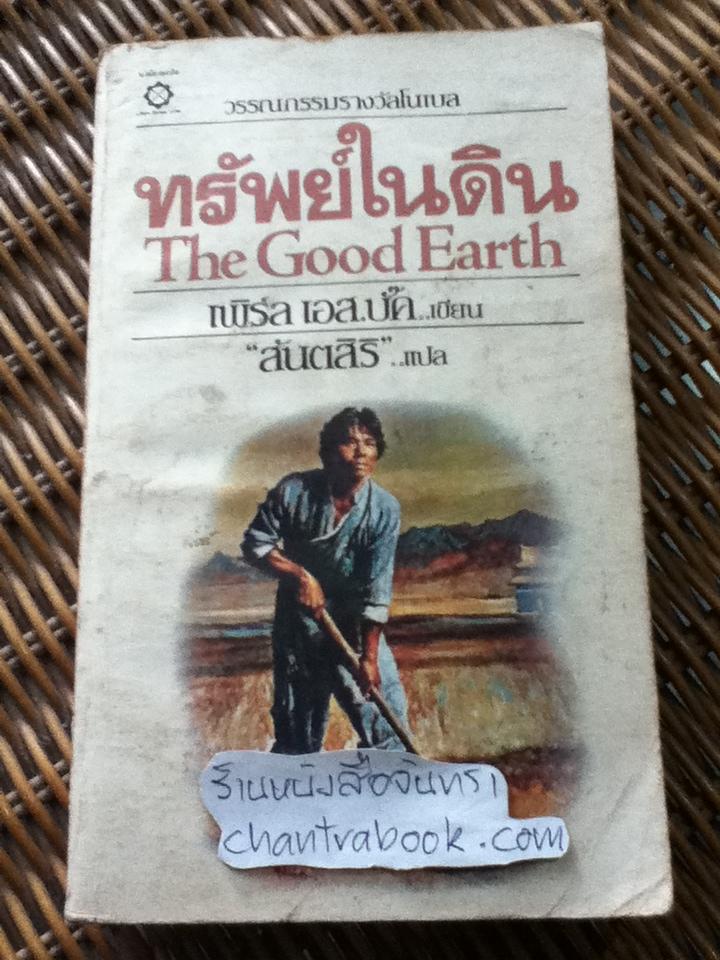 วรรณกรรมรางวัลโนเบล
ทรัพย์ในดิน
The Good Earth
เพิร์ล เอส.บั๊ค..เขียน
“สันตสิริ”..แปล
ร้านหนังสือจันทรา
chantrabook.com